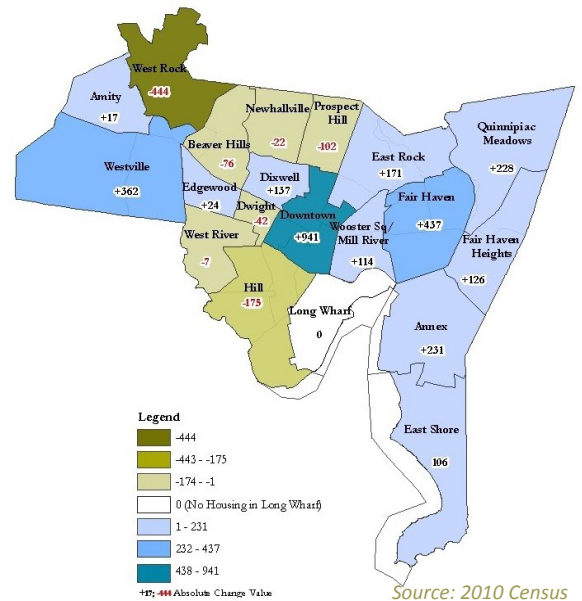 West Rock
-444
Amity
+17
Newhallville
-22
Prospect
Hill
-102
Beaver Hills
-76
Quinnipiac
Meadows
+228
East Rock
+171
Westville
+362
Dixwell
+137
Edgewood
+24
Dwight
-42
Downtown
+941
Fair Haven
+437
Wooster Sq
Mill River
+114
West River
-7
Fair Haven
Heights
+126
Hill
-175
Long Wharf
0
Annex
+231
East Shore
106
Legend
-444
-443 - -175
-174 - -1
0 (No Housing in Long Wharf)
1 - 231
232 - 437
438 - 941
+17; -444 Absolute Change Value
Source: 2010 Census